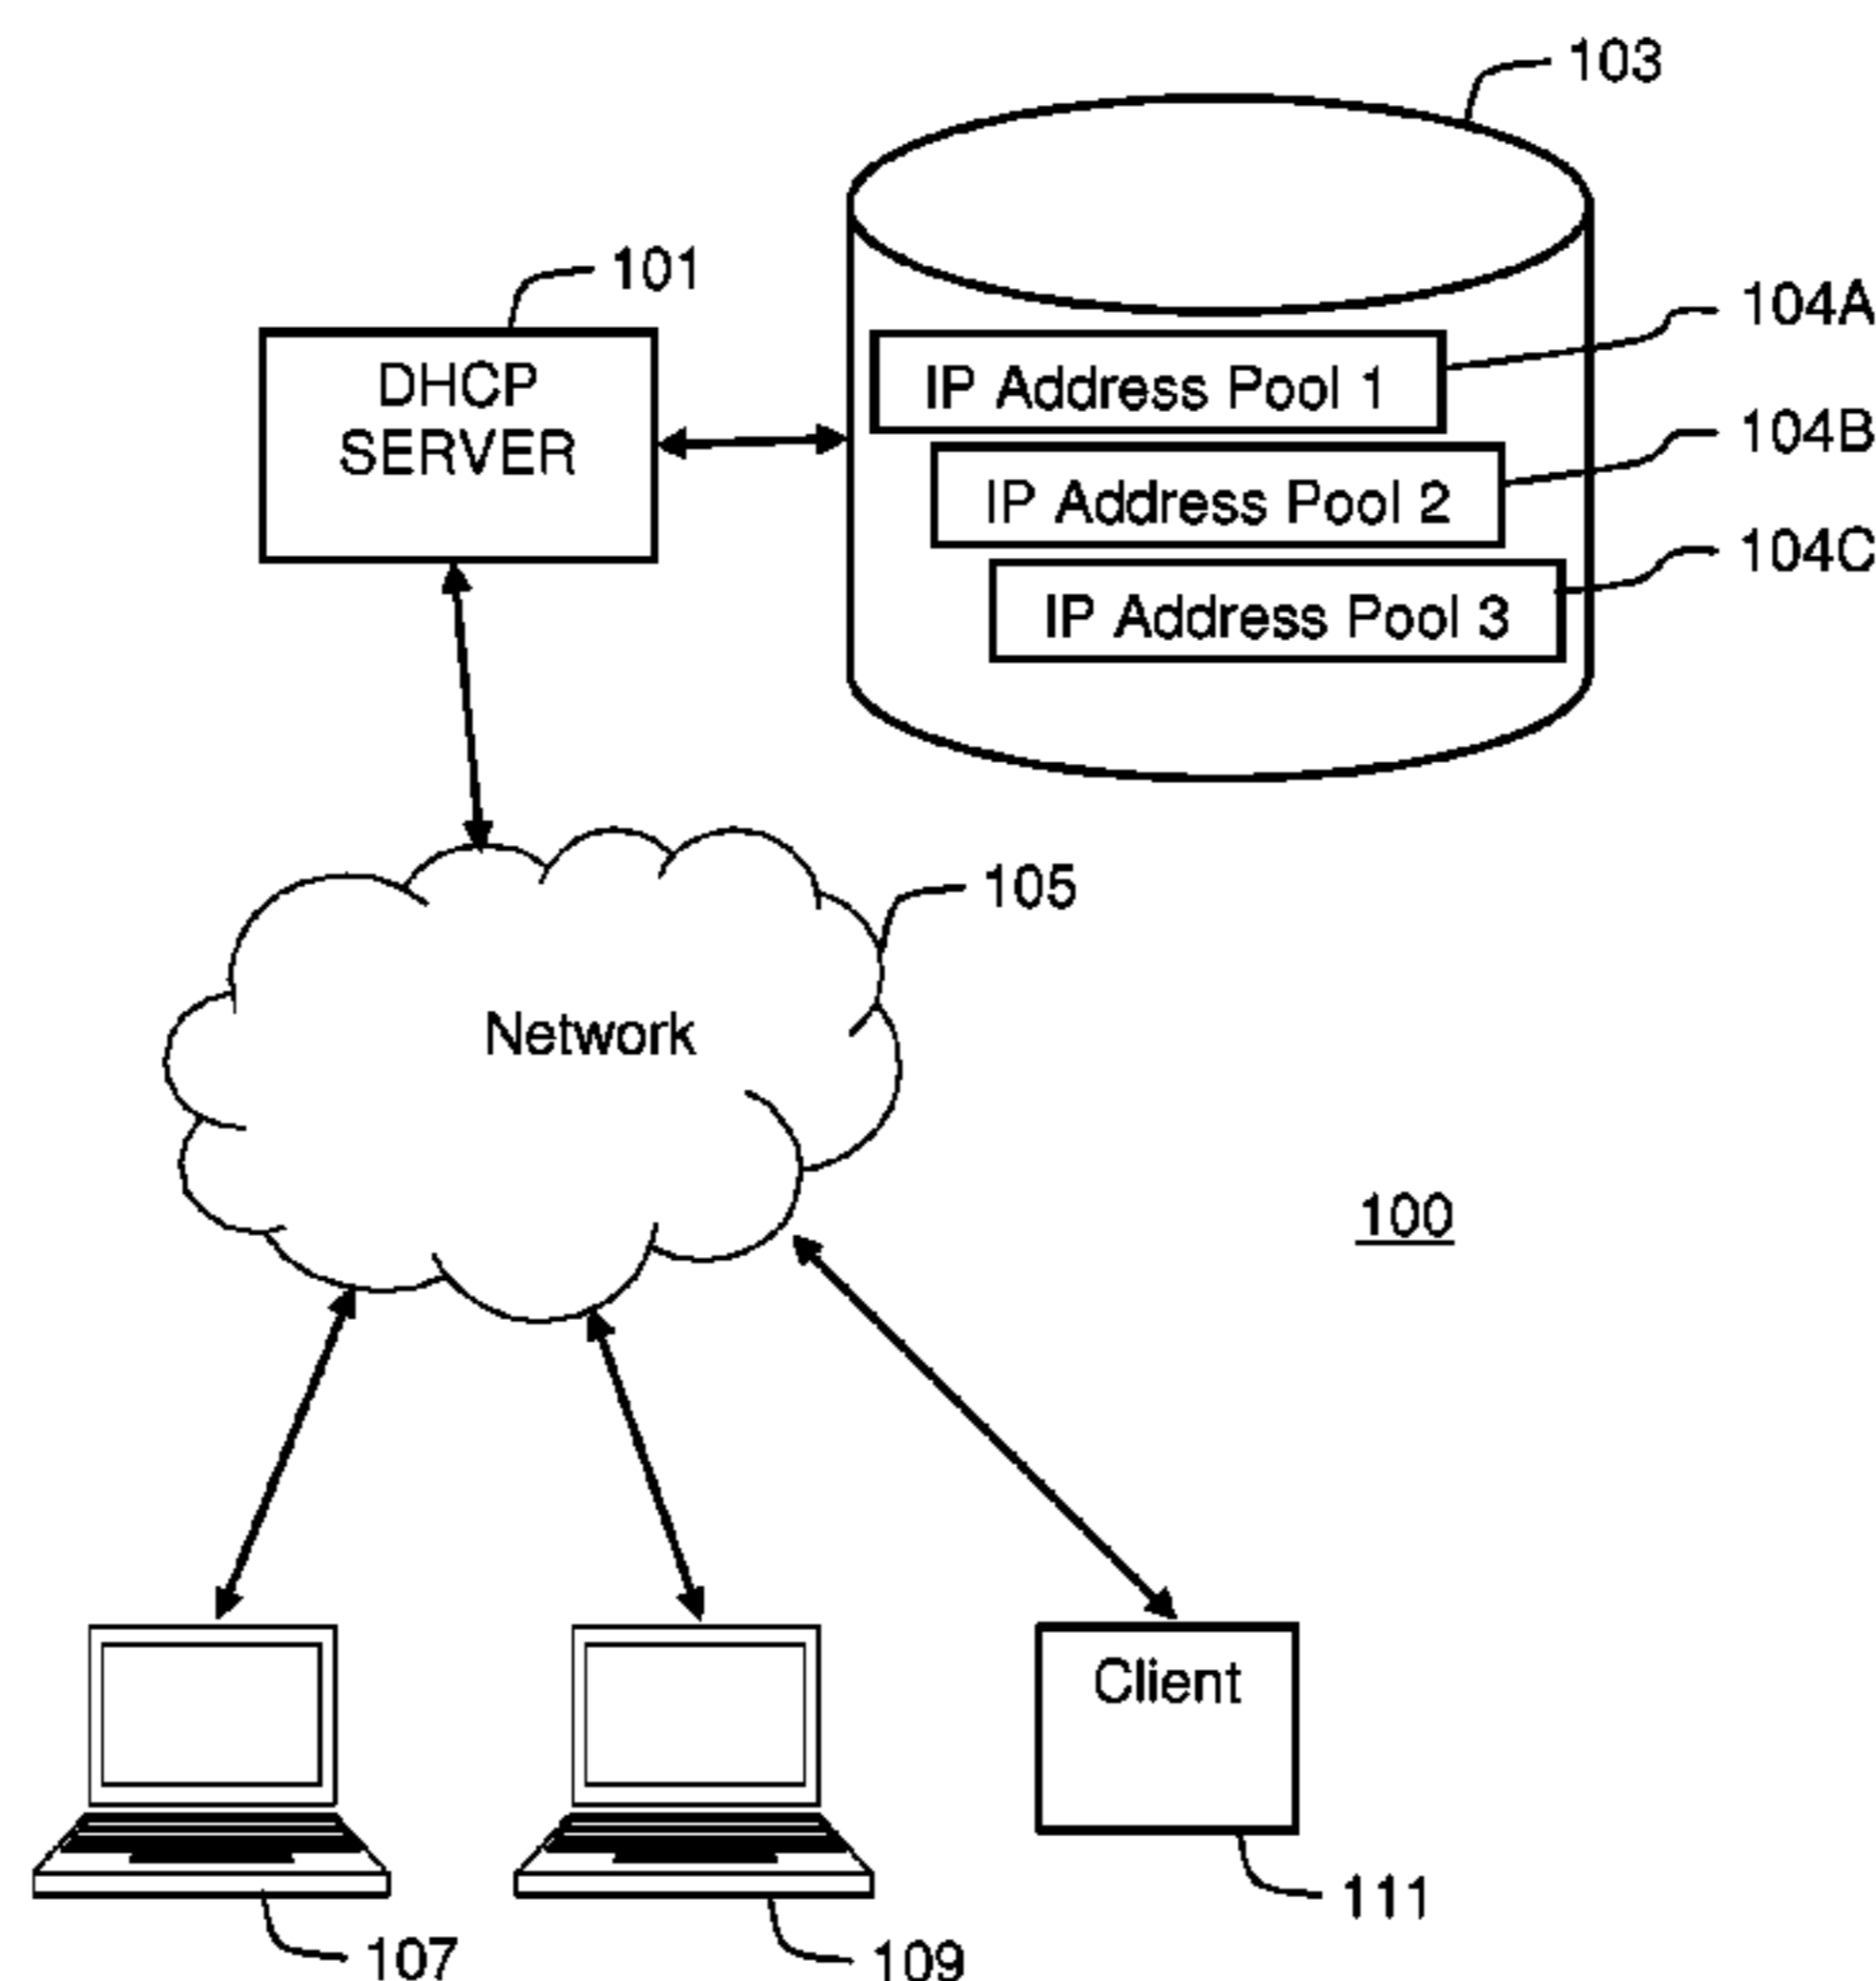 103
101
104A
DHCP
SERVER
IP Address Pool 1
104B
IP Address Pool 2
104C
IP Address Pool 3
105
Network
100
Client
111
107
109